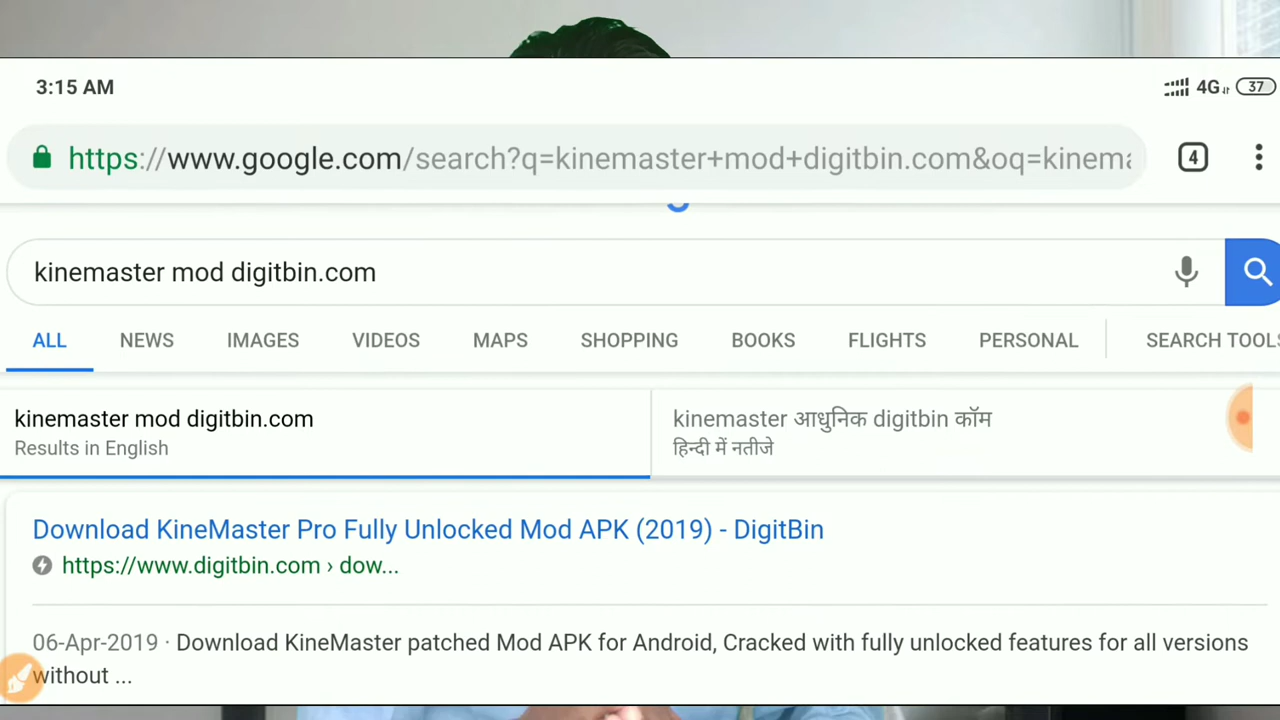 3:15 AM 4G 37
https://www.google.com/search?q=kinemaster+mod+digitbin.com&oq=kinema 4
kinemaster mod digitbin.com
ALL NEWS IMAGES VIDEOS MAPS SHOPPING BOOKS FLIGHTS PERSONAL SEARCH TOOLS
kinemaster mod digitbin.com kinemaster आधुनिक digitbin कॉम
Results in English हिन्दी में नतीजे
Download KineMaster Pro Fully Unlocked Mod APK (2019) - DigitBin
https://www.digitbin.com › dow...
06-Apr-2019 · Download KineMaster patched Mod APK for Android, Cracked with fully unlocked features for all versions
without ...